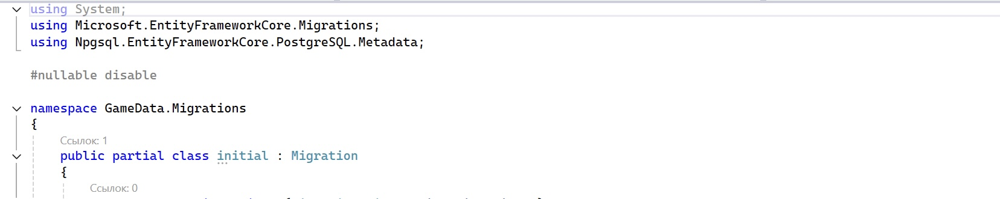 using System;
using Microsoft.EntityFrameworkCore.Migrations;
using Npgsql.EntityFrameworkCore.PostgreSQL.Metadata;
#nullable disable
namespace GameData.Migrations
{
Ссылок: 1
public partial class initial : Migration
{
Ссылок: 0